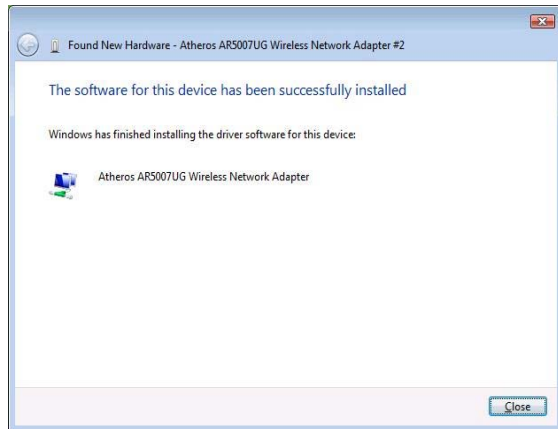 Found New Hardware - Atheros AR5007UG Wireless Network Adapter #2
The software for this device has been successfully installed
Windows has finished installing the driver software for this device:
Atheros AR5007UG Wireless Network Adapter
Close